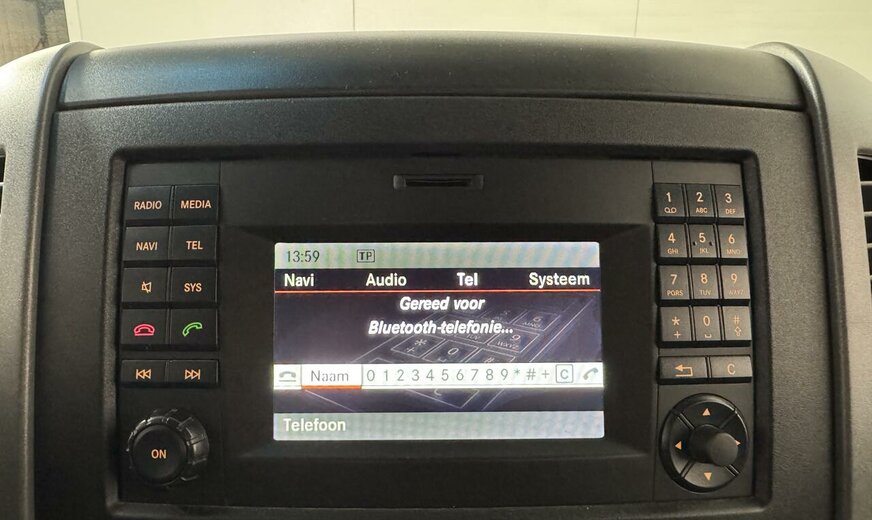 RADIO MEDIA
NAVI TEL
SYS
ON
13:59 TP
Navi Audio Tel Systeem
Gereed voor
Bluetooth-telefonie...
Naam 0 1 2 3 4 5 6 7 8 9 * # + C
Telefoon
1 2 3
ABC DEF
4 5 6
GHI JKL MNO
7 8 9
PQRS TUV WXYZ
* 0 #
+
C